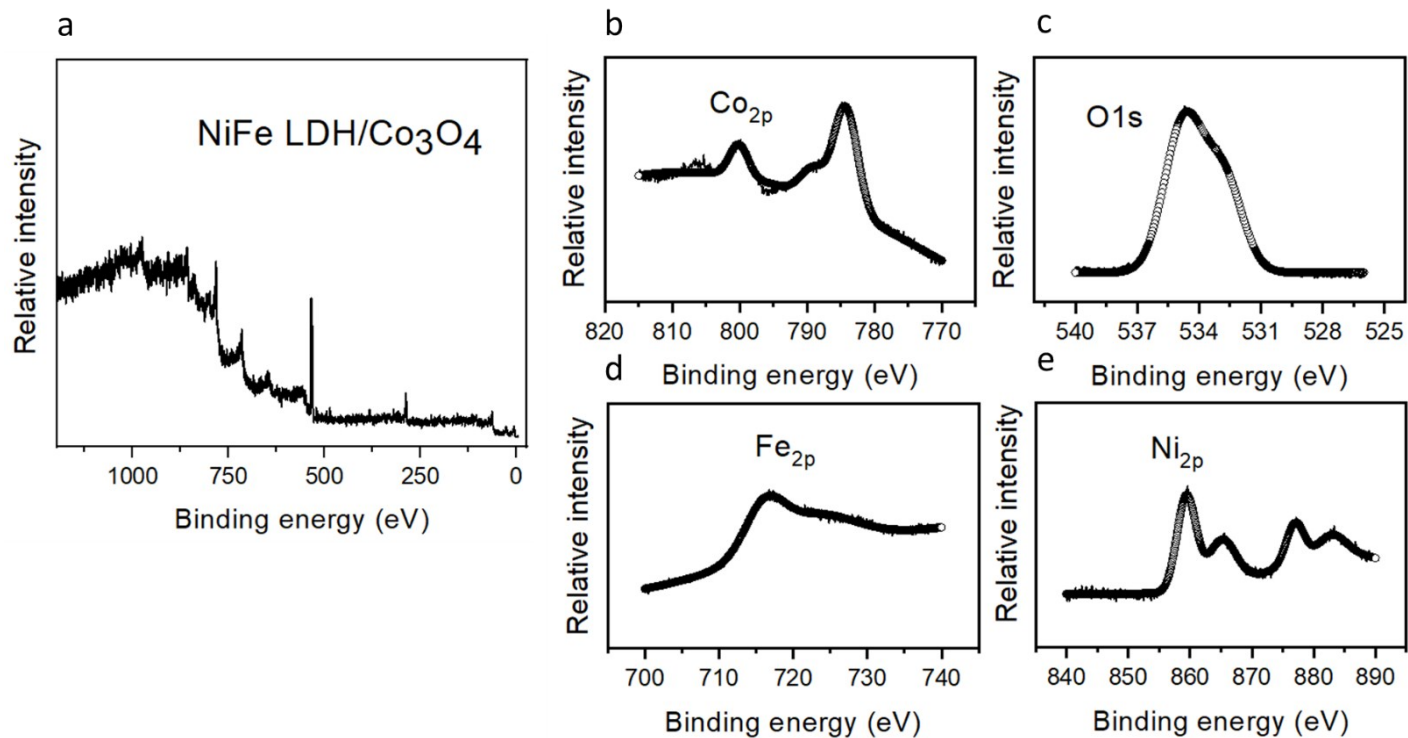 a
NiFe LDH/Co3O4
Relative intensity
1000 750 500 250 0
Binding energy (eV)
b
Co2p
Relative intensity
820 810 800 790 780 770
Binding energy (eV)
c
O1s
Relative intensity
540 537 534 531 528 525
Binding energy (eV)
d
Fe2p
Relative intensity
700 710 720 730 740
Binding energy (eV)
e
Ni2p
Relative intensity
840 850 860 870 880 890
Binding energy (eV)